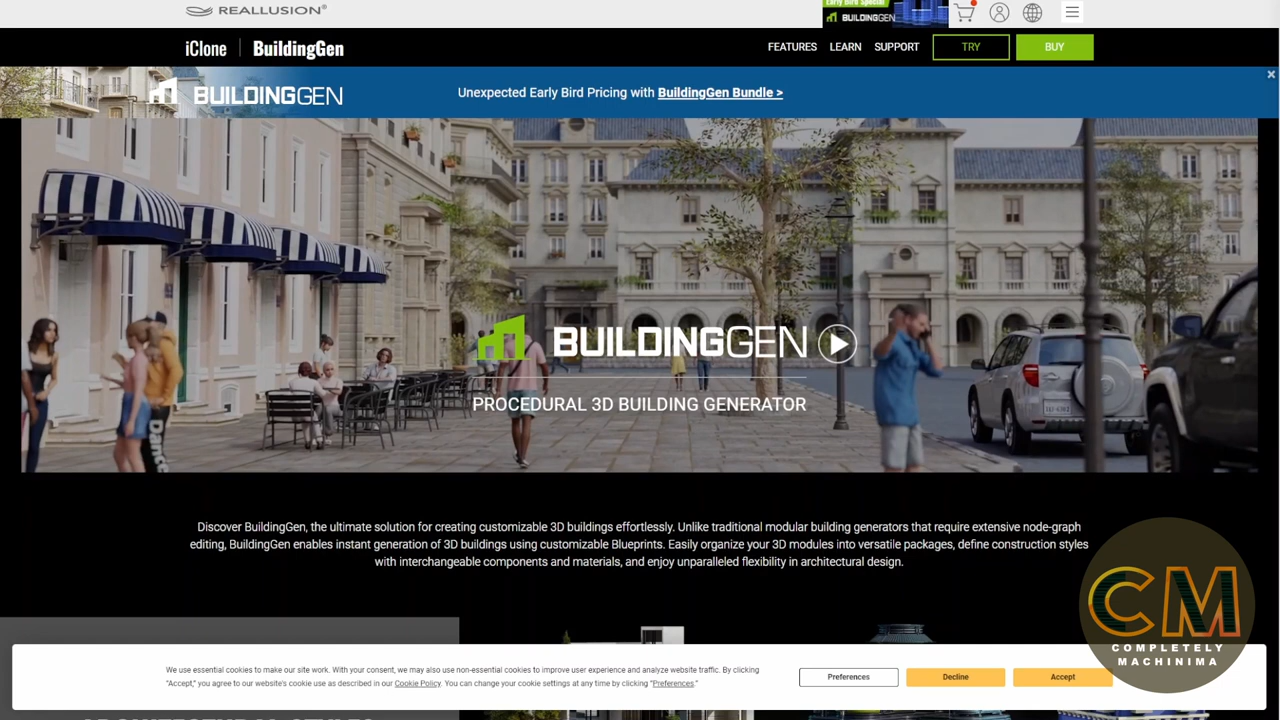 REALLUSION®
Early Bird Special
BUILDINGGEN
iClone
BuildingGen
FEATURES
LEARN
SUPPORT
TRY
BUY
BUILDINGGEN
Unexpected Early Bird Pricing with BuildingGen Bundle >
BUILDINGGEN
PROCEDURAL 3D BUILDING GENERATOR
Discover BuildingGen, the ultimate solution for creating customizable 3D buildings effortlessly. Unlike traditional modular building generators that require extensive node-graph
editing, BuildingGen enables instant generation of 3D buildings using customizable Blueprints. Easily organize your 3D modules into versatile packages, define construction styles
with interchangeable components and materials, and enjoy unparalleled flexibility in architectural design.
CM
COMPLETELY
MACHINIMA
We use essential cookies to make our site work. With your consent, we may also use non-essential cookies to improve user experience and analyze website traffic. By clicking
"Accept," you agree to our website's cookie use as described in our Cookie Policy. You can change your cookie settings at any time by clicking "Preferences."
Preferences
Decline
Accept
ARCHITECTURAL STYLES